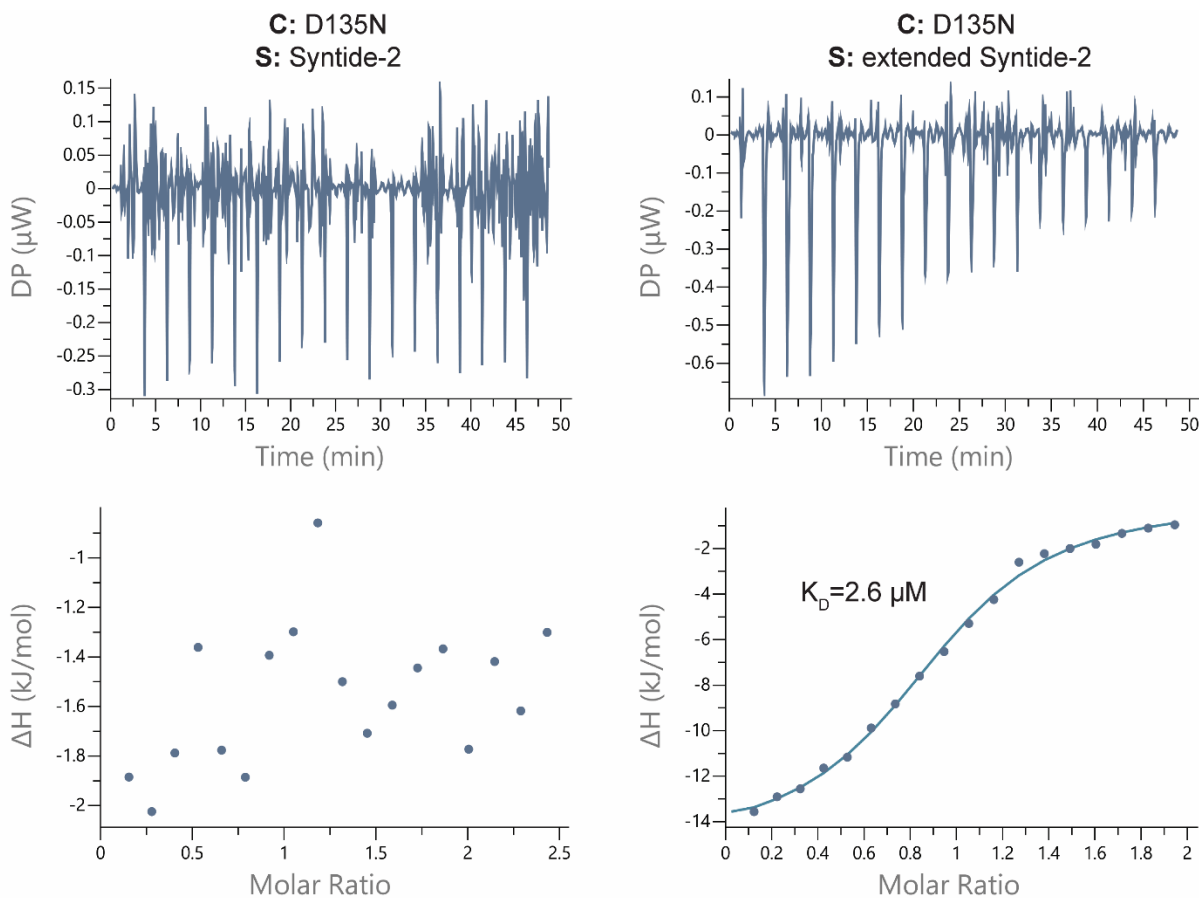 C: D135N
S: Syntide-2
0.15
0.1
0.05
0
-0.05
-0.1
-0.15
-0.2
-0.25
-0.3
DP (µW)
0 5 10 15 20 25 30 35 40 45 50
Time (min)
C: D135N
S: extended Syntide-2
0.1
0
-0.1
-0.2
-0.3
-0.4
-0.5
-0.6
DP (µW)
0 5 10 15 20 25 30 35 40 45 50
Time (min)
-1
-1.2
-1.4
-1.6
-1.8
-2
ΔH (kJ/mol)
0 0.5 1 1.5 2 2.5
Molar Ratio
-2
-4
-6
-8
-10
-12
-14
ΔH (kJ/mol)
K_D=2.6 µM
0 0.2 0.4 0.6 0.8 1 1.2 1.4 1.6 1.8 2
Molar Ratio